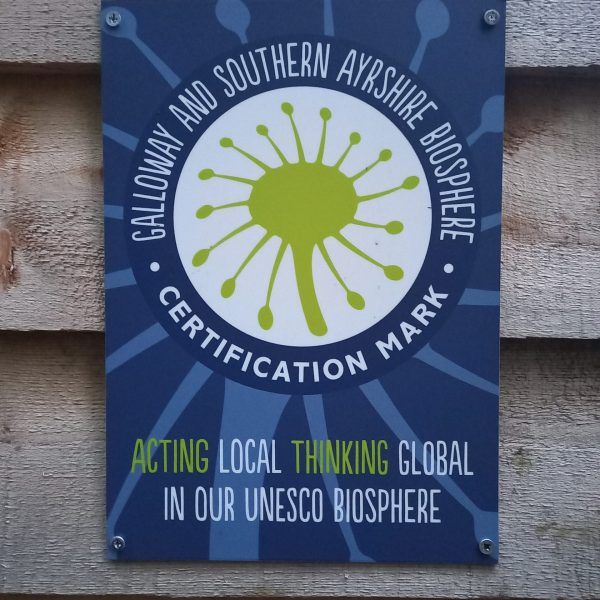 GALLOWAY AND SOUTHERN AYRSHIRE BIOSPHERE
• CERTIFICATION MARK •
ACTING LOCAL THINKING GLOBAL
IN OUR UNESCO BIOSPHERE